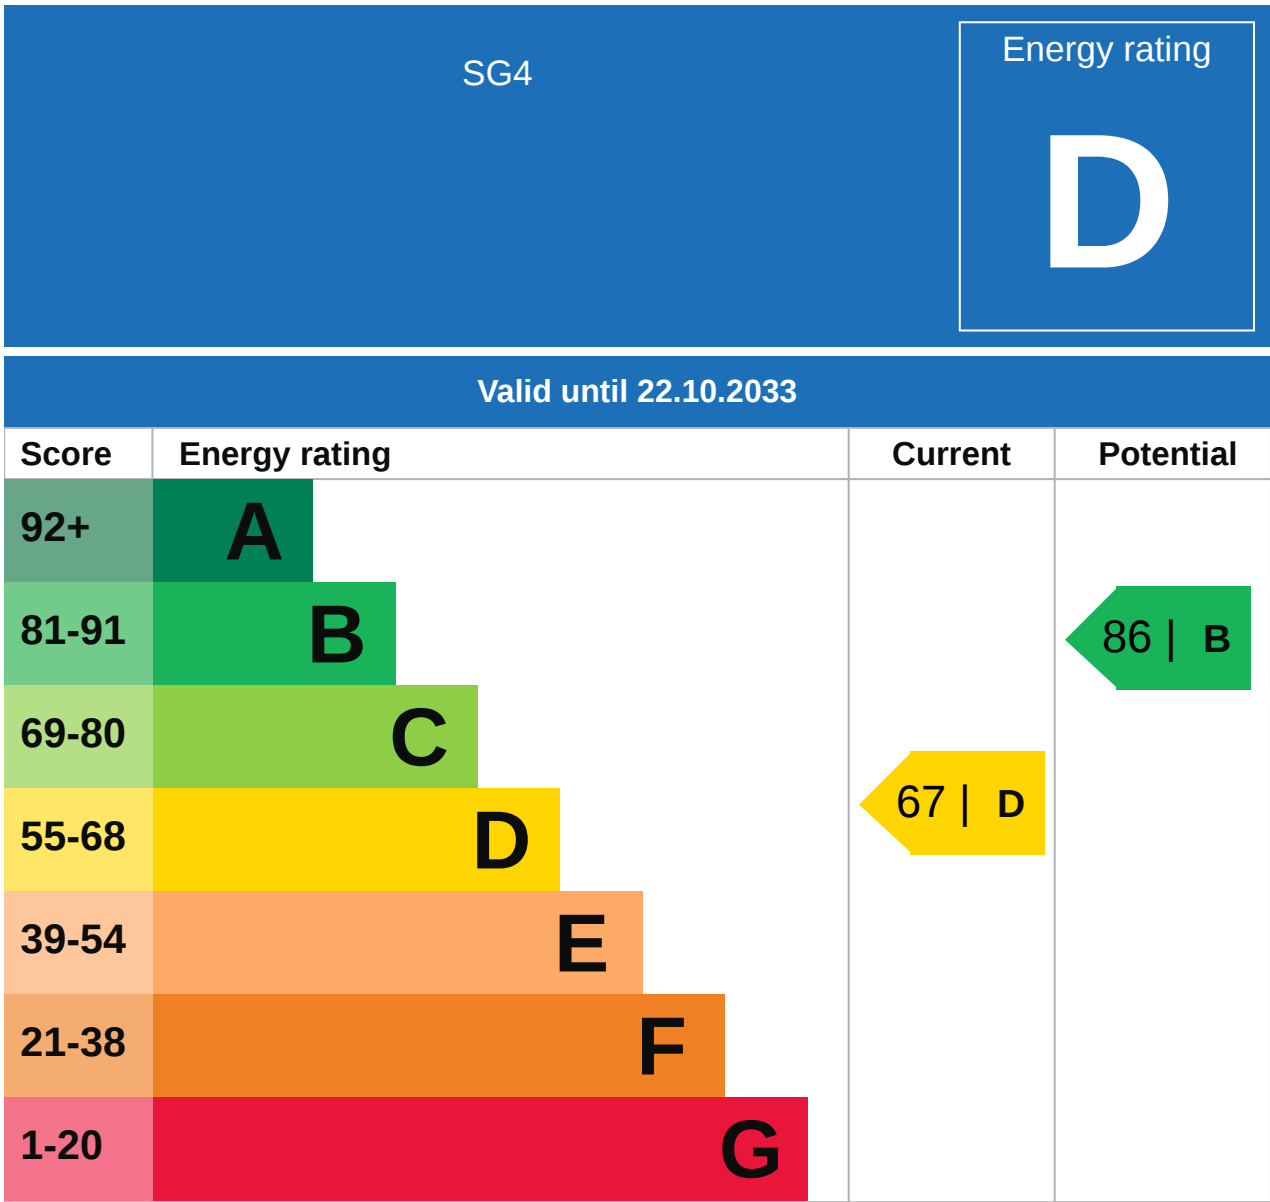 SG4
Energy rating
D
Valid until 22.10.2033
Score Energy rating Current Potential
92+ A
81-91 B 86 | B
69-80 C
55-68 D 67 | D
39-54 E
21-38 F
1-20 G